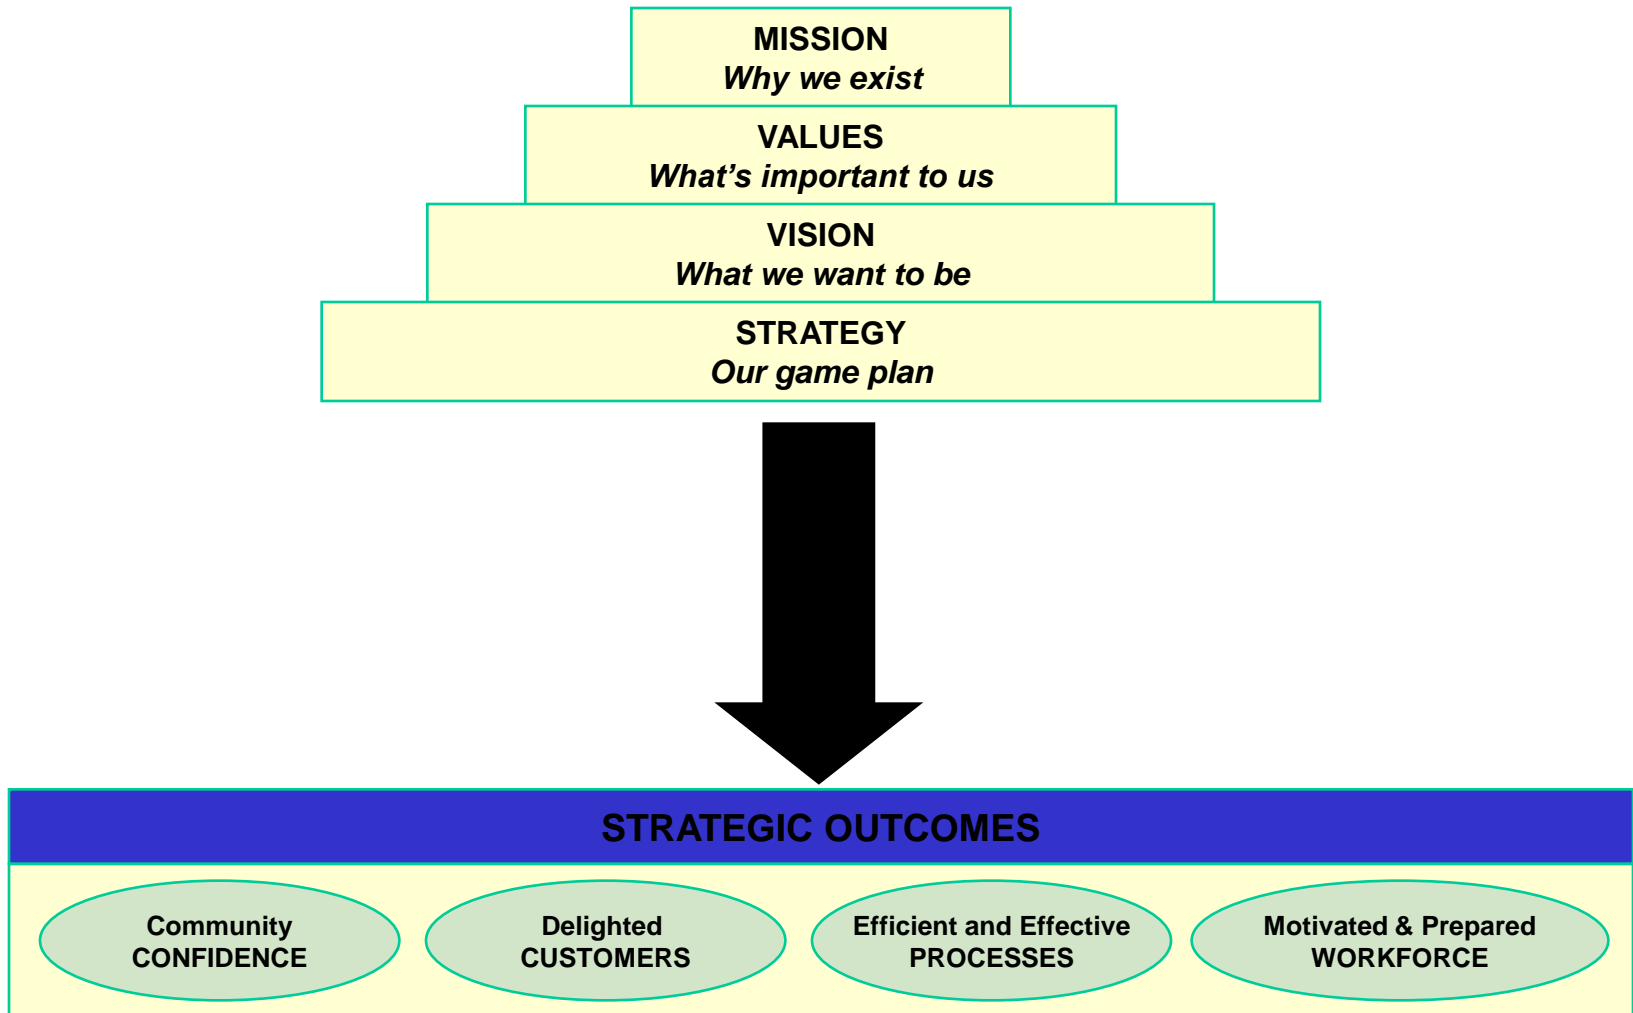 MISSION
Why we exist
VALUES
What’s important to us
VISION
What we want to be
STRATEGY
Our game plan
STRATEGIC OUTCOMES
Community
CONFIDENCE
Delighted
CUSTOMERS
Efficient and Effective
PROCESSES
Motivated & Prepared
WORKFORCE